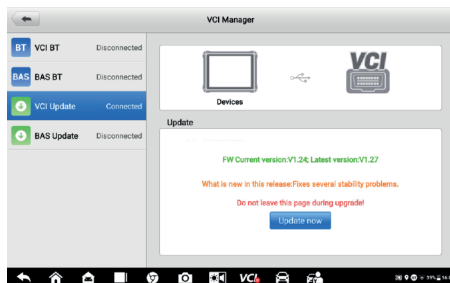 VCI Manager
BT VCI BT Disconnected
BAS BAS BT Disconnected
VCI Update Connected
BAS Update Disconnected
VCI
Devices
Update
FW Current version:V1.24; Latest version:V1.27
What is new in this release:Fixes several stability problems.
Do not leave this page during upgrade!
Update now
VCI